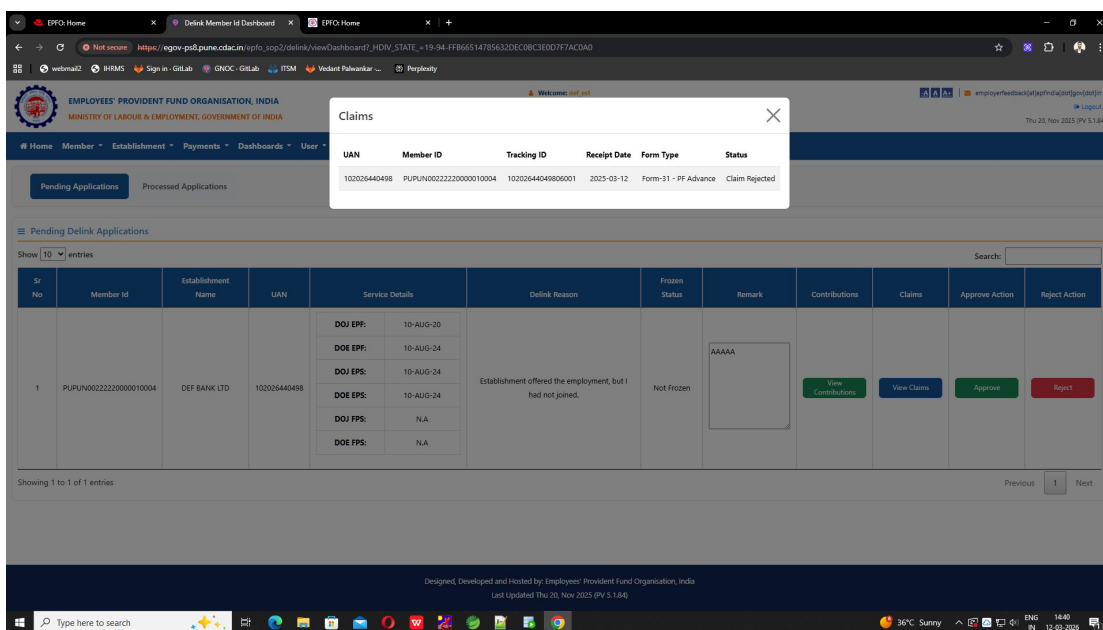 EPFO: Home
Delink Member Id Dashboard
EPFO: Home
Not secure https://egov-ps8.pune.cdac.in/epfo_sop2/delink/viewDashboard?_HDIV_STATE_=19-94-FFB66514785632DEC0BC3E0D7F7AC0A0
webmail2 IHRMS Sign in · GitLab GNOC · GitLab ITSM Vedant Palwankar -... Perplexity
EMPLOYEES' PROVIDENT FUND ORGANISATION, INDIA
MINISTRY OF LABOUR & EMPLOYMENT, GOVERNMENT OF INDIA
Welcome: def_est
A A A+ employerfeedback[at]epfindia[dot]gov[dot]in
Logout
Thu 20, Nov 2025 (PV 5.1.84
Home Member Establishment Payments Dashboards User
Claims
UAN Member ID Tracking ID Receipt Date Form Type Status
102026440498 PUPUN00222220000010004 10202644049806001 2025-03-12 Form-31 - PF Advance Claim Rejected
Pending Applications Processed Applications
Pending Delink Applications
Show 10 entries
Search:
Sr No Member Id Establishment Name UAN Service Details Delink Reason Frozen Status Remark Contributions Claims Approve Action Reject Action
1 PUPUN00222220000010004 DEF BANK LTD 102026440498
DOJ EPF: 10-AUG-20
DOE EPF: 10-AUG-24
DOJ EPS: 10-AUG-24
DOE EPS: 10-AUG-24
DOJ FPS: N.A
DOE FPS: N.A
Establishment offered the employment, but I
had not joined.
Not Frozen
AAAAA
View
Contributions
View Claims
Approve
Reject
Showing 1 to 1 of 1 entries
Previous 1 Next
Designed, Developed and Hosted by: Employees' Provident Fund Organisation, India
Last Updated Thu 20, Nov 2025 (PV 5.1.84)
Type here to search
36°C Sunny
ENG
IN
14:40
12-03-2026